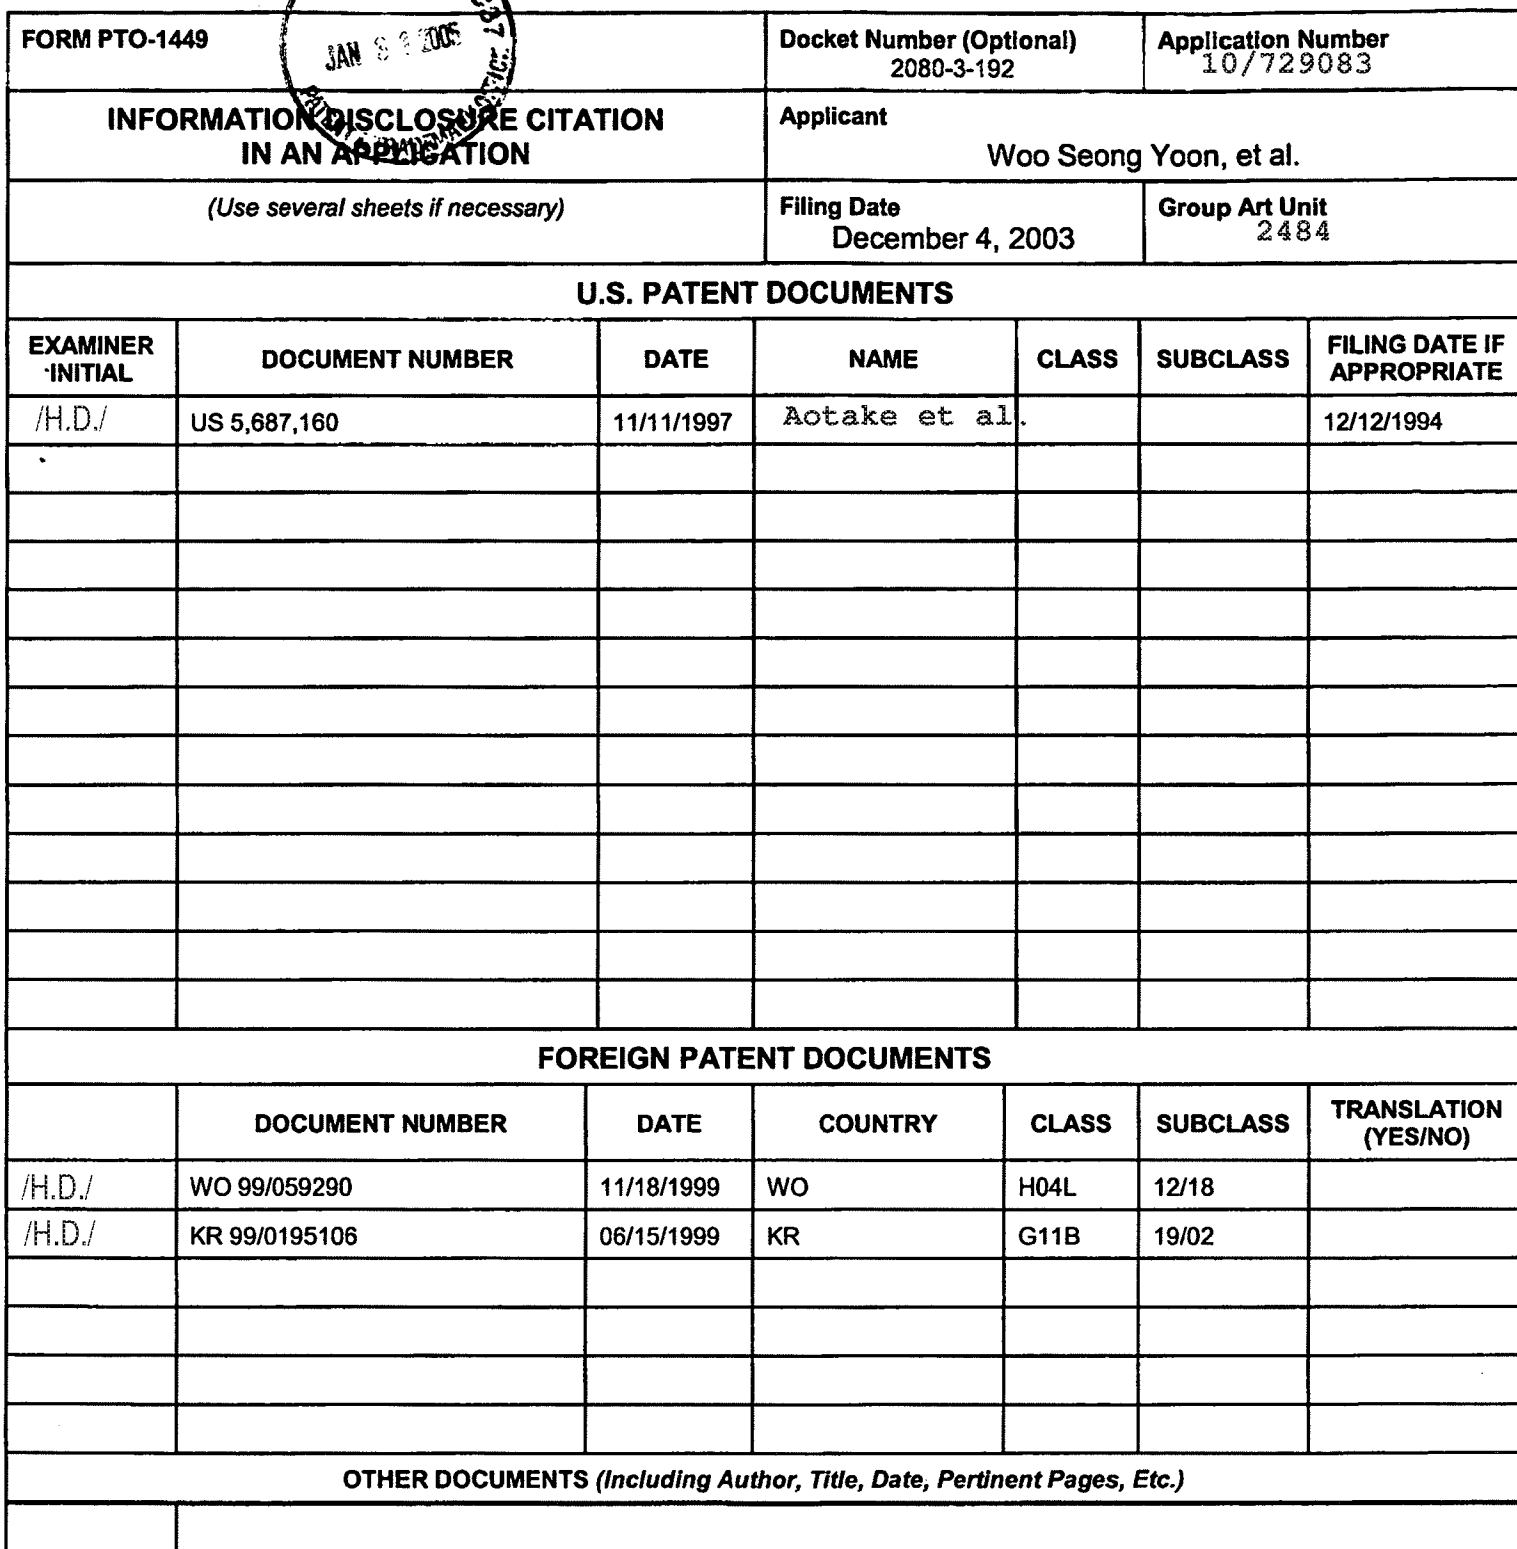 FORM PTO-1449
JAN 2005
Docket Number (Optional)
2080-3-192
Application Number
10/729083
INFORMATION DISCLOSURE CITATION
IN AN APPLICATION
Applicant
Woo Seong Yoon, et al.
(Use several sheets if necessary)
Filing Date
December 4, 2003
Group Art Unit
2484
U.S. PATENT DOCUMENTS
EXAMINER INITIAL DOCUMENT NUMBER DATE NAME CLASS SUBCLASS FILING DATE IF APPROPRIATE
/H.D./ US 5,687,160 11/11/1997 Aotake et al. 12/12/1994
FOREIGN PATENT DOCUMENTS
DOCUMENT NUMBER DATE COUNTRY CLASS SUBCLASS TRANSLATION (YES/NO)
/H.D./ WO 99/059290 11/18/1999 WO H04L 12/18
/H.D./ KR 99/0195106 06/15/1999 KR G11B 19/02
OTHER DOCUMENTS (Including Author, Title, Date, Pertinent Pages, Etc.)